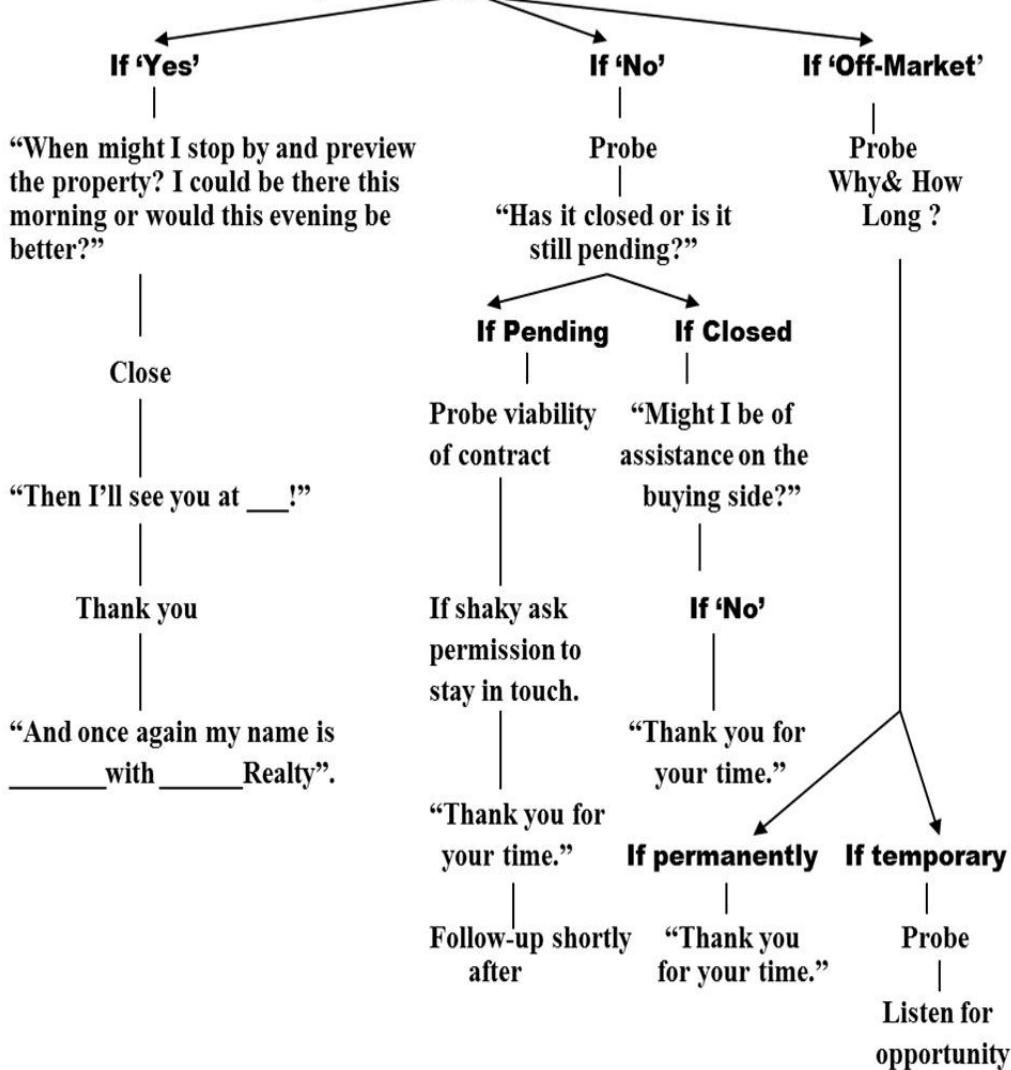 If ‘Yes’
“When might I stop by and preview
the property? I could be there this
morning or would this evening be
better?”
Close
“Then I’ll see you at ___!”
Thank you
“And once again my name is
_______with ______Realty”.
If ‘No’
Probe
“Has it closed or is it
still pending?”
If Pending
Probe viability
of contract
If shaky ask
permission to
stay in touch.
“Thank you for
your time.”
Follow-up shortly
after
If Closed
“Might I be of
assistance on the
buying side?”
If ‘No’
“Thank you for
your time.”
If ‘Off-Market’
Probe
Why& How
Long ?
If permanently
“Thank you
for your time.”
If temporary
Probe
Listen for
opportunity